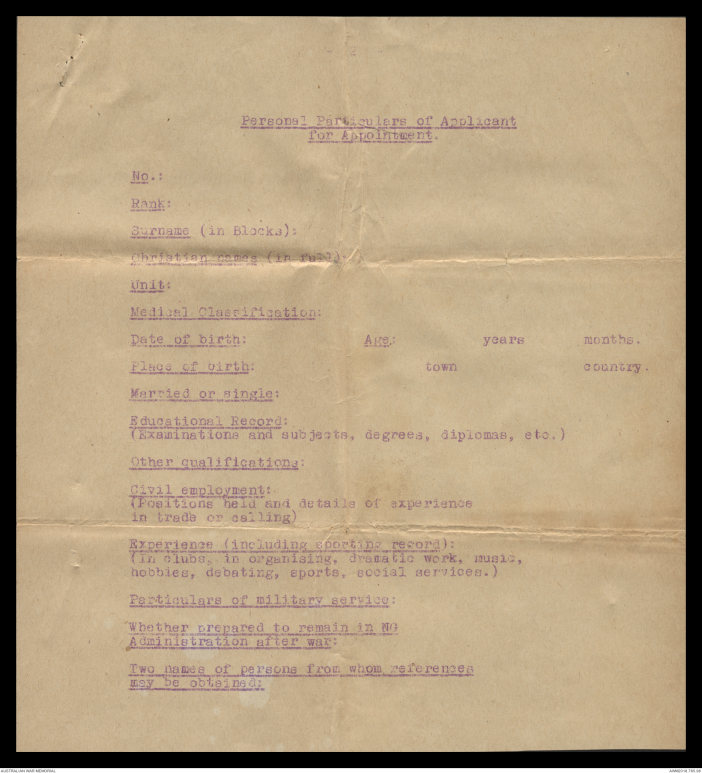 Personal Particulars of Applicant
for Appointment.
No.:
Rank:
Surname (in Blocks):
Christian names (in full)
Unit:
Medical Classification:
Date of birth: Age: years months.
Place of birth: town country.
Married or single:
Educational Record:
(Examinations and subjects, degrees, diplomas, etc.)
Other qualifications:
Civil employment:
(Positions held and details of experience
in trade or calling)
Experience (including sporting record):
(In clubs, in organising, dramatic work, music,
hobbies, debating, sports, social services.)
Particulars of military service:
Whether prepared to remain in NG
Administration after war:
Two names of persons from whom references
may be obtained:
AUSTRALIAN WAR MEMORIAL